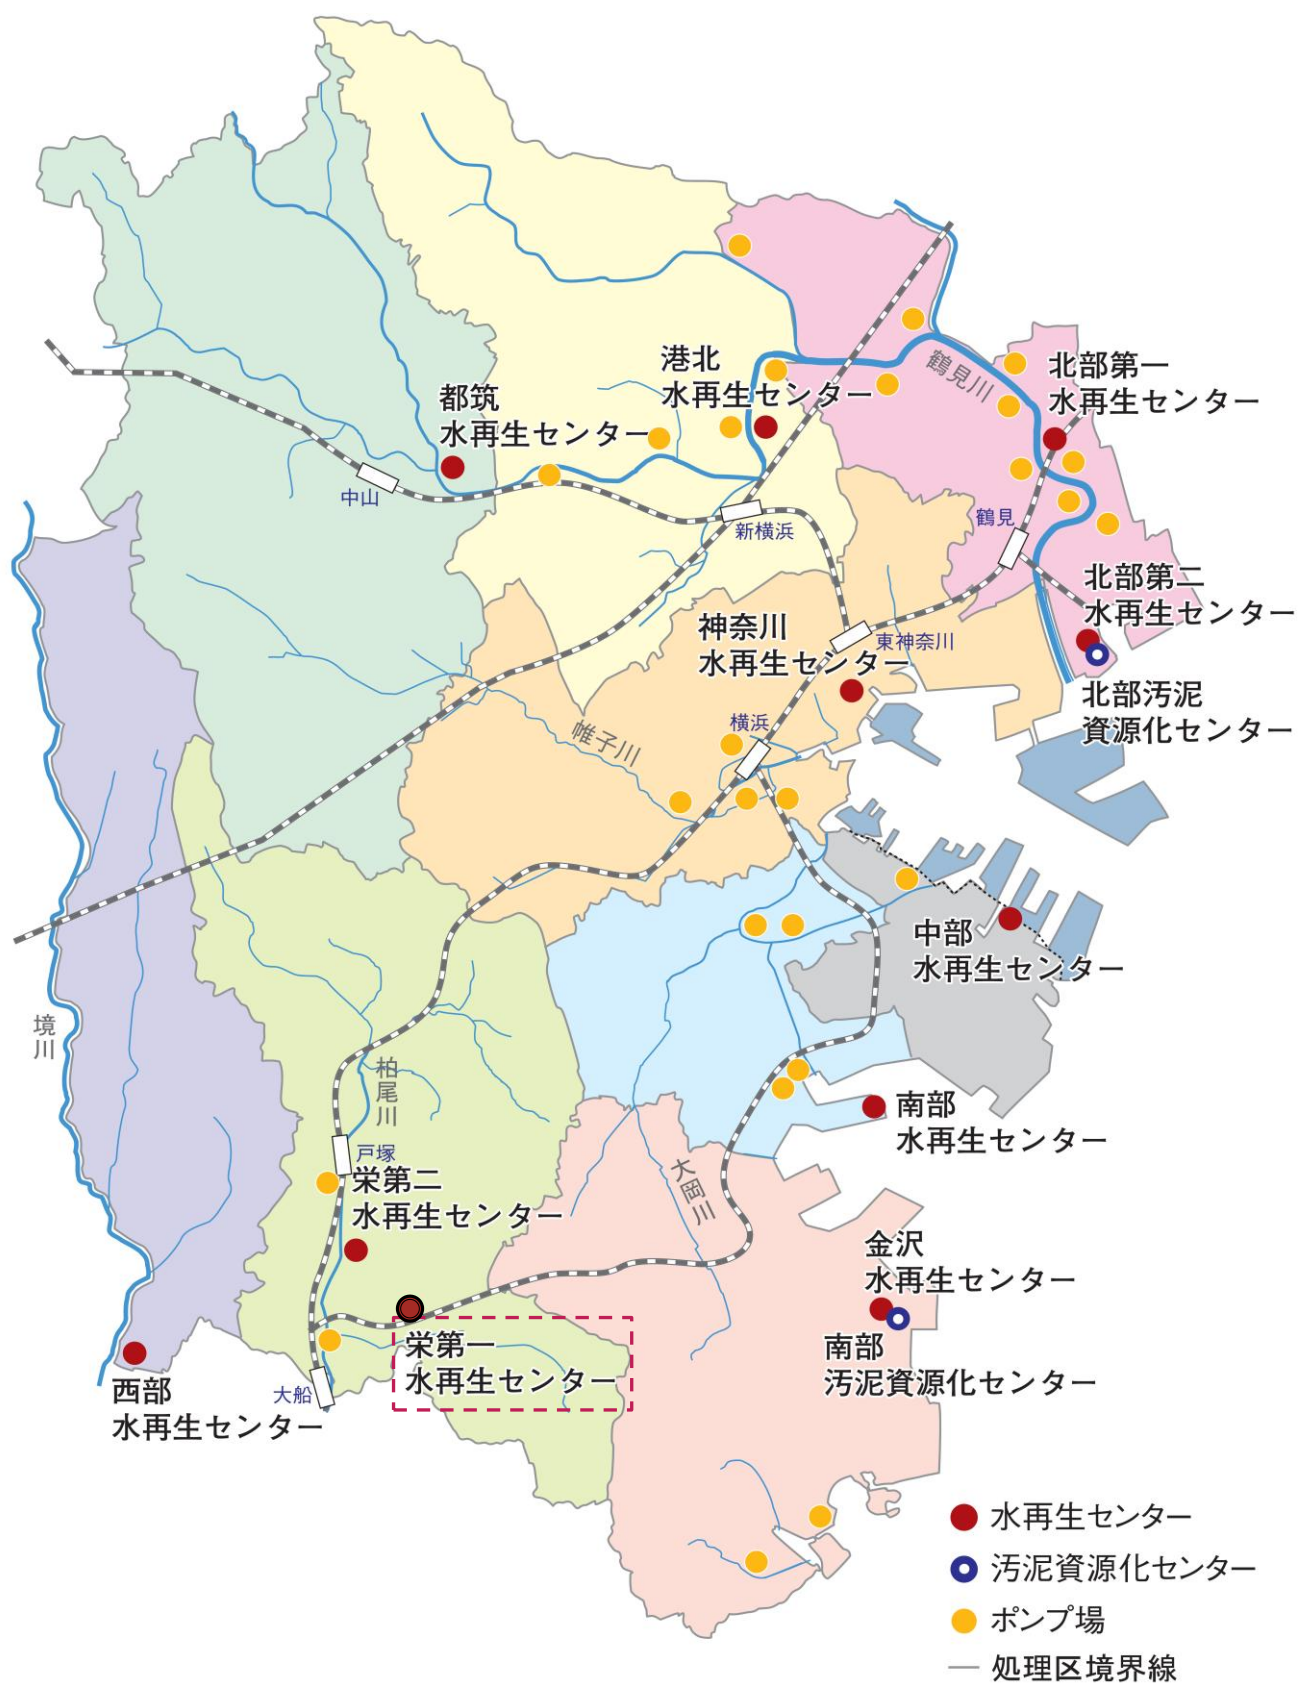 港北
水再生センター
鶴見川
北部第一
水再生センター
都筑
水再生センター
中山
新横浜
鶴見
北部第二
水再生センター
神奈川
水再生センター
東神奈川
北部汚泥
資源化センター
横浜
帷子川
中部
水再生センター
境川
柏尾川
南部
水再生センター
戸塚
栄第二
水再生センター
大岡川
金沢
水再生センター
栄第一
水再生センター
南部
汚泥資源化センター
西部
水再生センター
大船
水再生センター
汚泥資源化センター
ポンプ場
処理区境界線